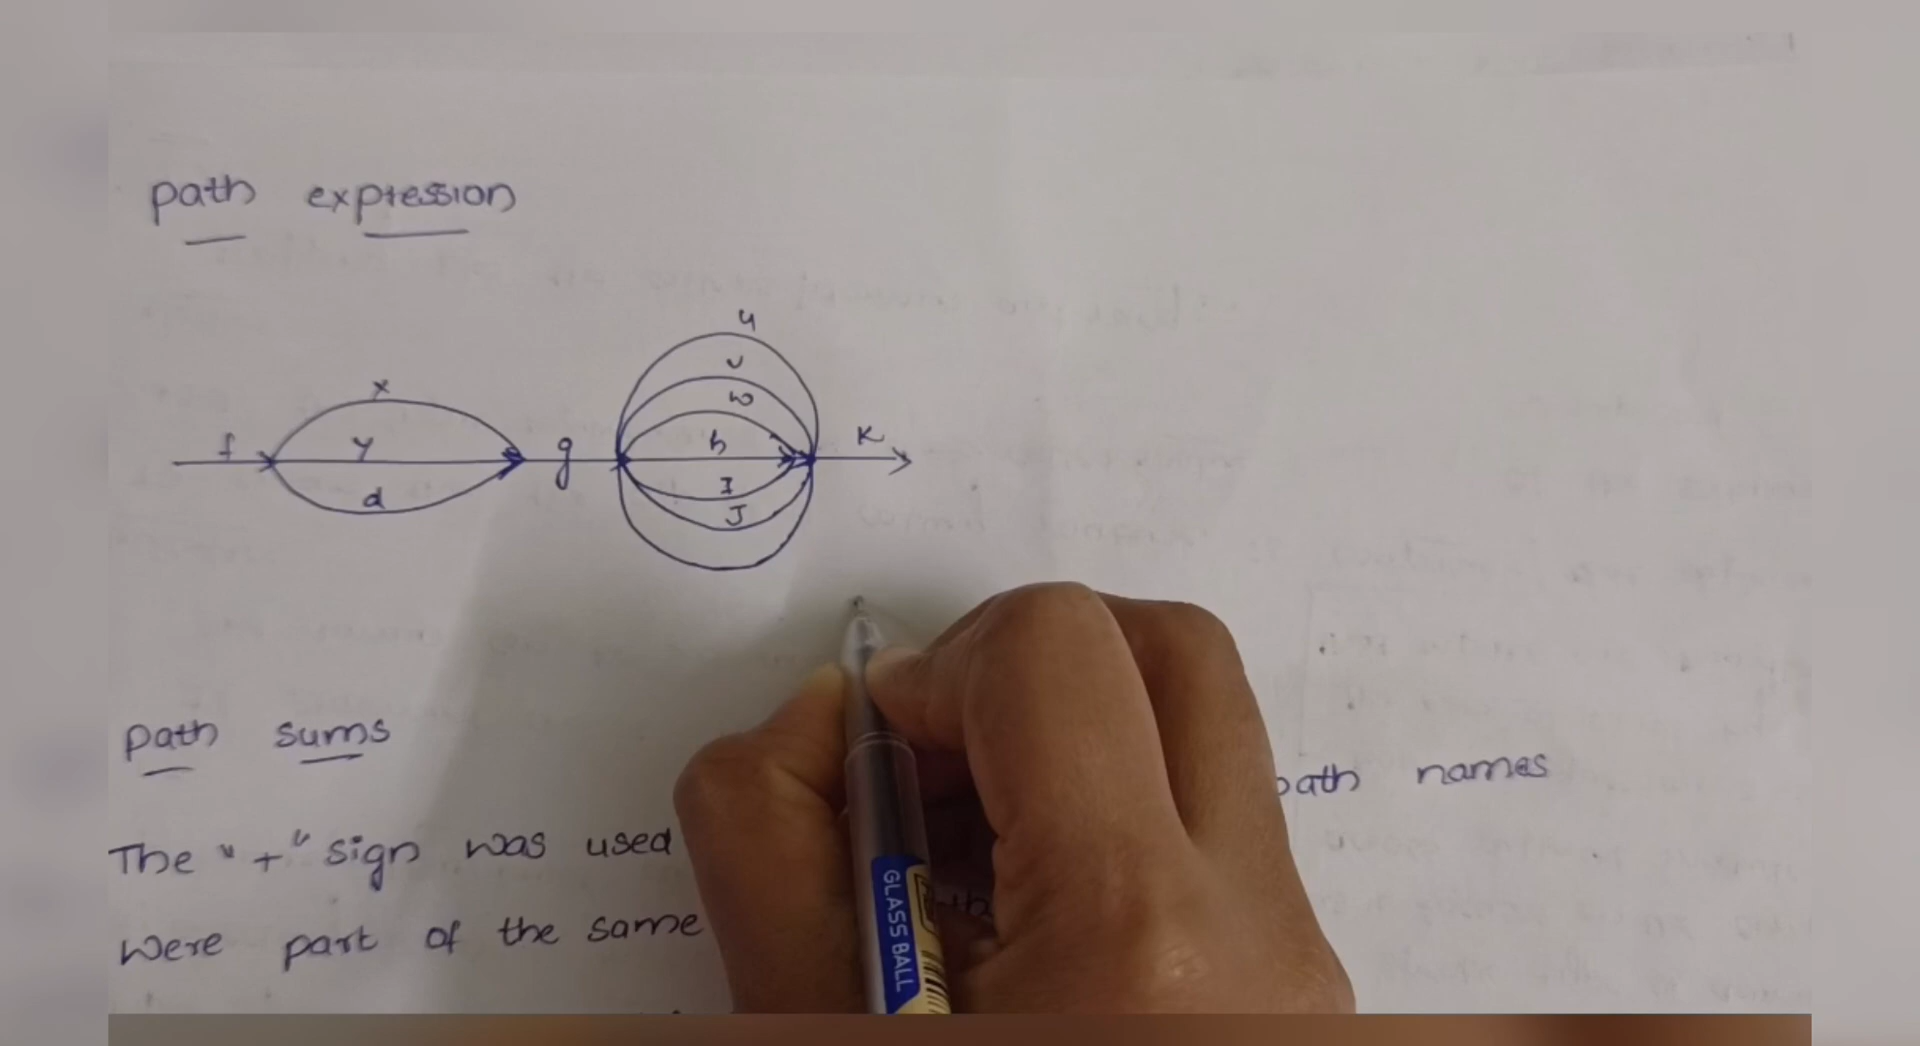 path expression
u
v
x
w
f y g h K
d I
J
path sums
path names
The "+" sign was used
were part of the same
GLASS BALL